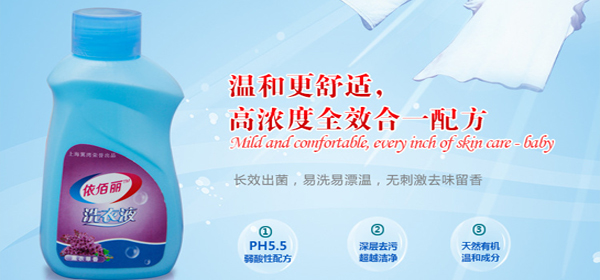 温和更舒适,
高浓度全效合一配方
Mild and comfortable, every inch of skin care - baby
长效出菌，易洗易漂温，无刺激去味留香
① ② ③
PH5.5 深层去污 天然有机
弱酸性配方 超越洁净 温和成分
依佰丽
洗衣液